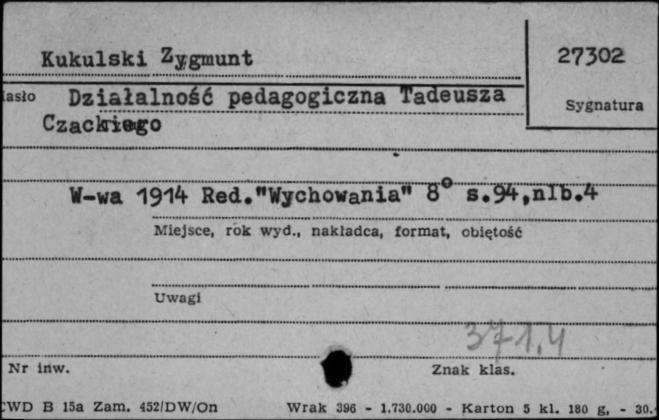 Kukulski Zygmunt
27302
Sygnatura
asło Działalność pedagogiczna Tadeusza
Czackiego
W-wa 1914 Red."Wychowania" 8° s.94,nlb.4
Miejsce, rok wyd., nakładca, format, objętość
Uwagi
371.4
Nr inw.
Znak klas.
CWD B 15a Zam. 452/DW/On Wrak 396 - 1.730.000 - Karton 5 kl. 180 g. - 30.